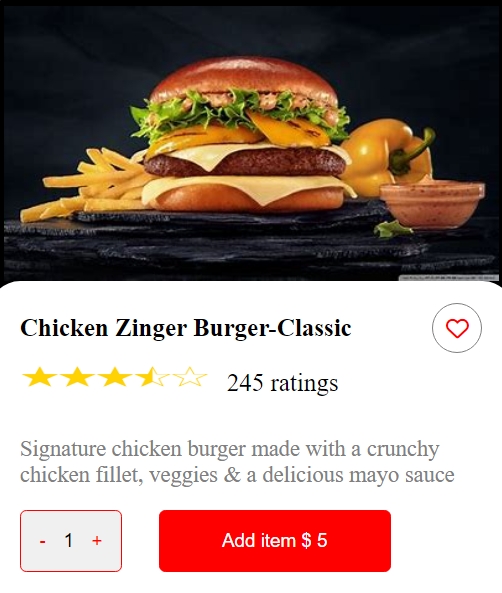 Chicken Zinger Burger-Classic
245 ratings
Signature chicken burger made with a crunchy
chicken fillet, veggies & a delicious mayo sauce
- 1 +
Add item $ 5